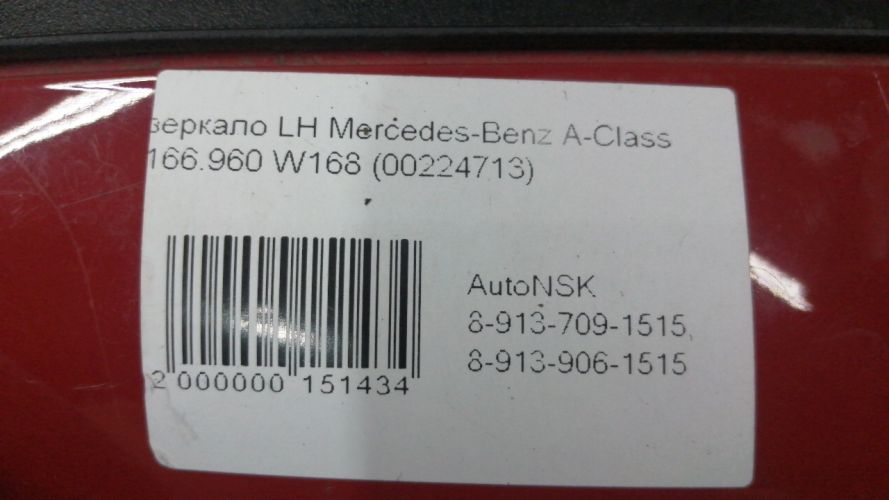 зеркало LH Mercedes-Benz A-Class
166.960 W168 (00224713)
AutoNSK
8-913-709-1515,
8-913-906-1515
2 000000 151434